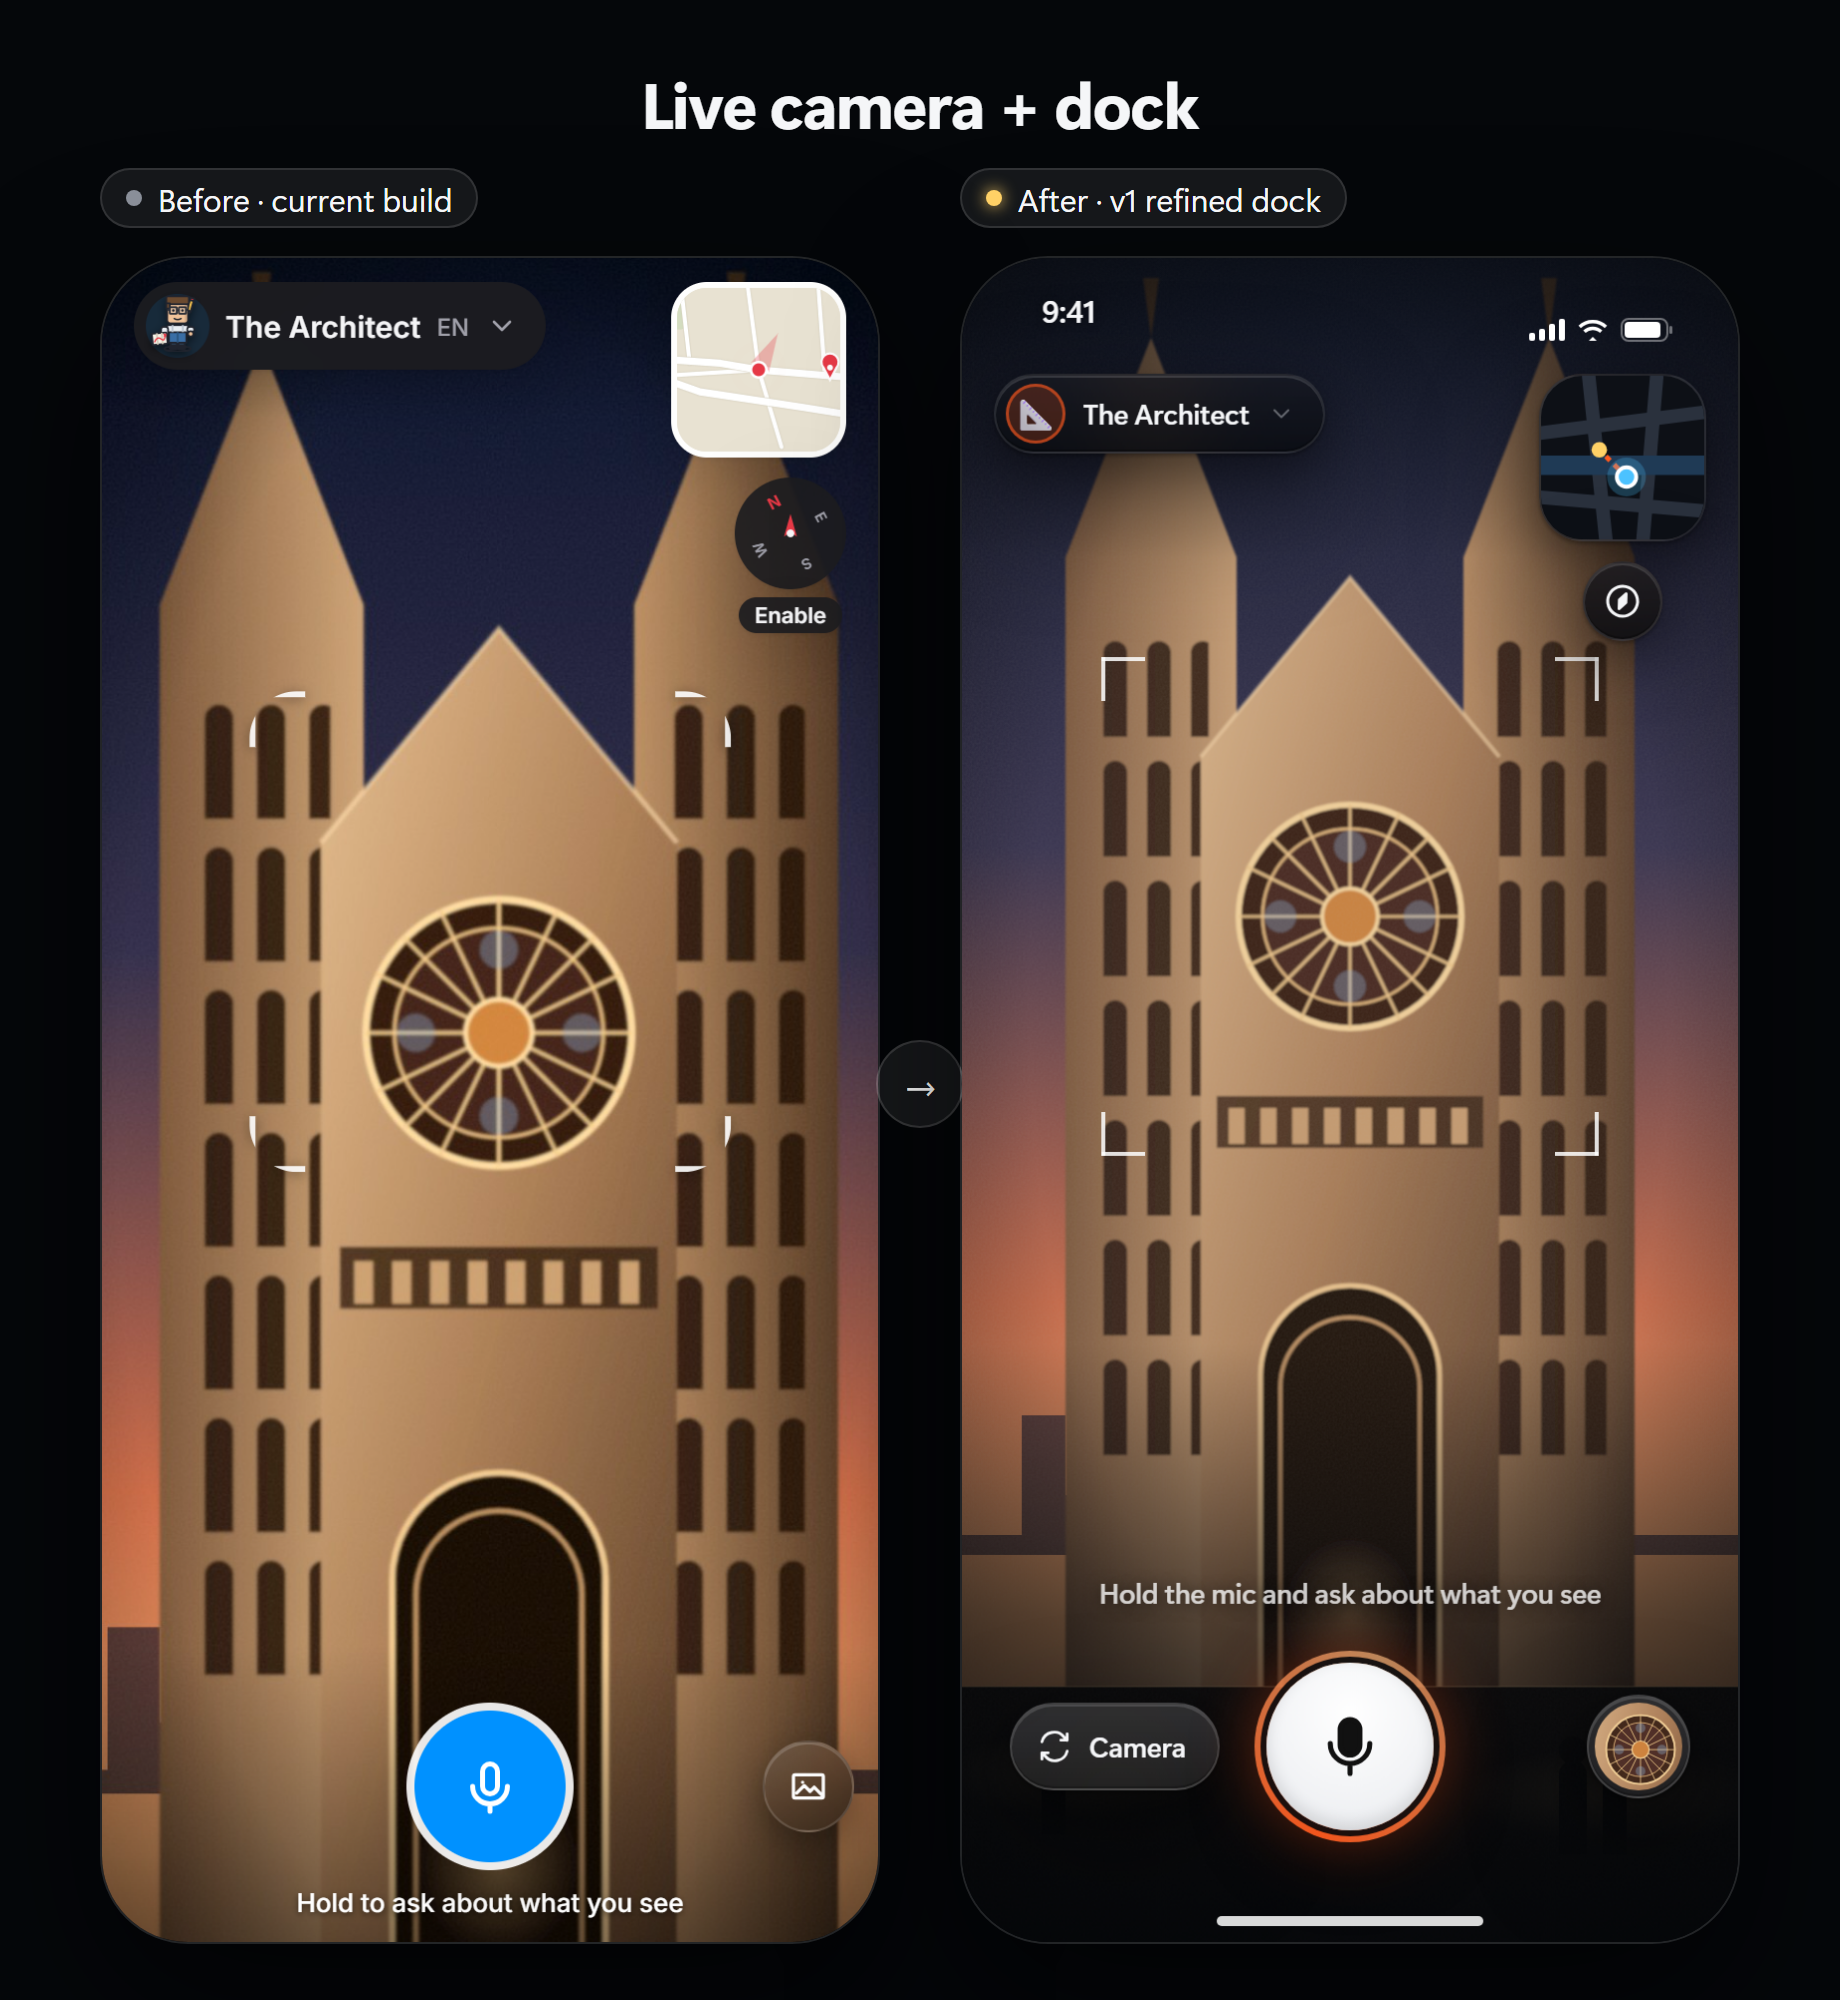 Live camera + dock
Before · current build
After · v1 refined dock
The Architect EN
N
E
W
S
Enable
Hold to ask about what you see
9:41
The Architect
Hold the mic and ask about what you see
Camera